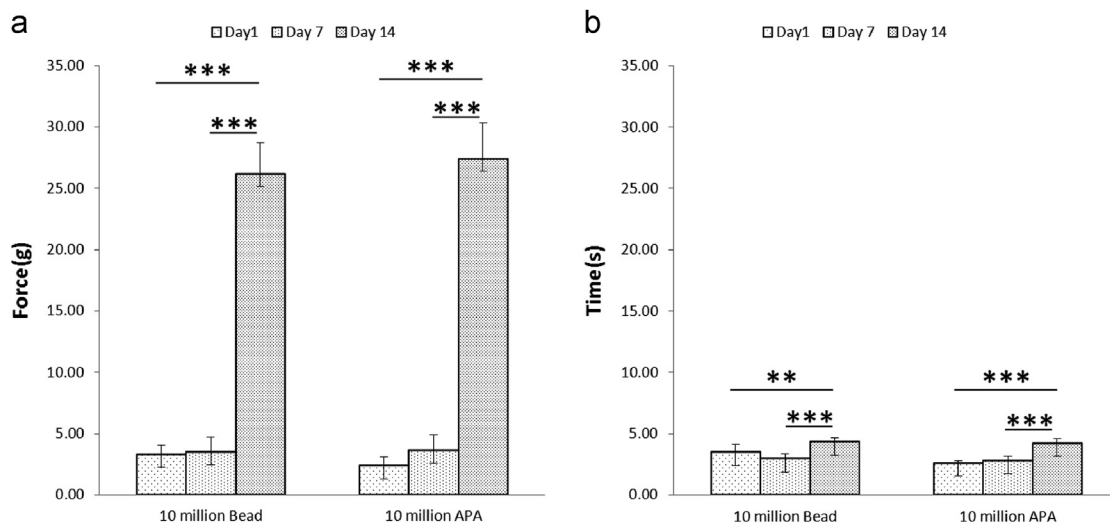 a
Day1 Day 7 Day 14
Force(g)
35.00
30.00
25.00
20.00
15.00
10.00
5.00
0.00
*** ***
*** ***
10 million Bead 10 million APA
b
Day1 Day 7 Day 14
Time(s)
35.00
30.00
25.00
20.00
15.00
10.00
5.00
0.00
** ***
*** ***
10 million Bead 10 million APA